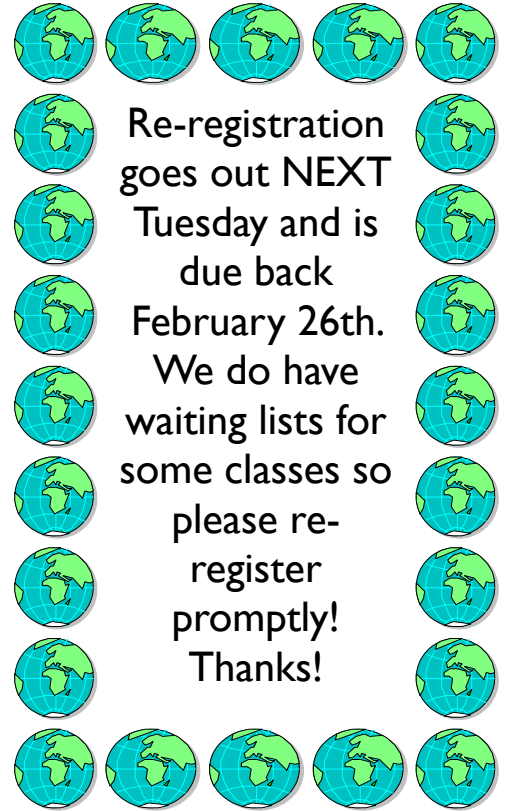 Re-registration
goes out NEXT
Tuesday and is
due back
February 26th.
We do have
waiting lists for
some classes so
please re-
register
promptly!
Thanks!